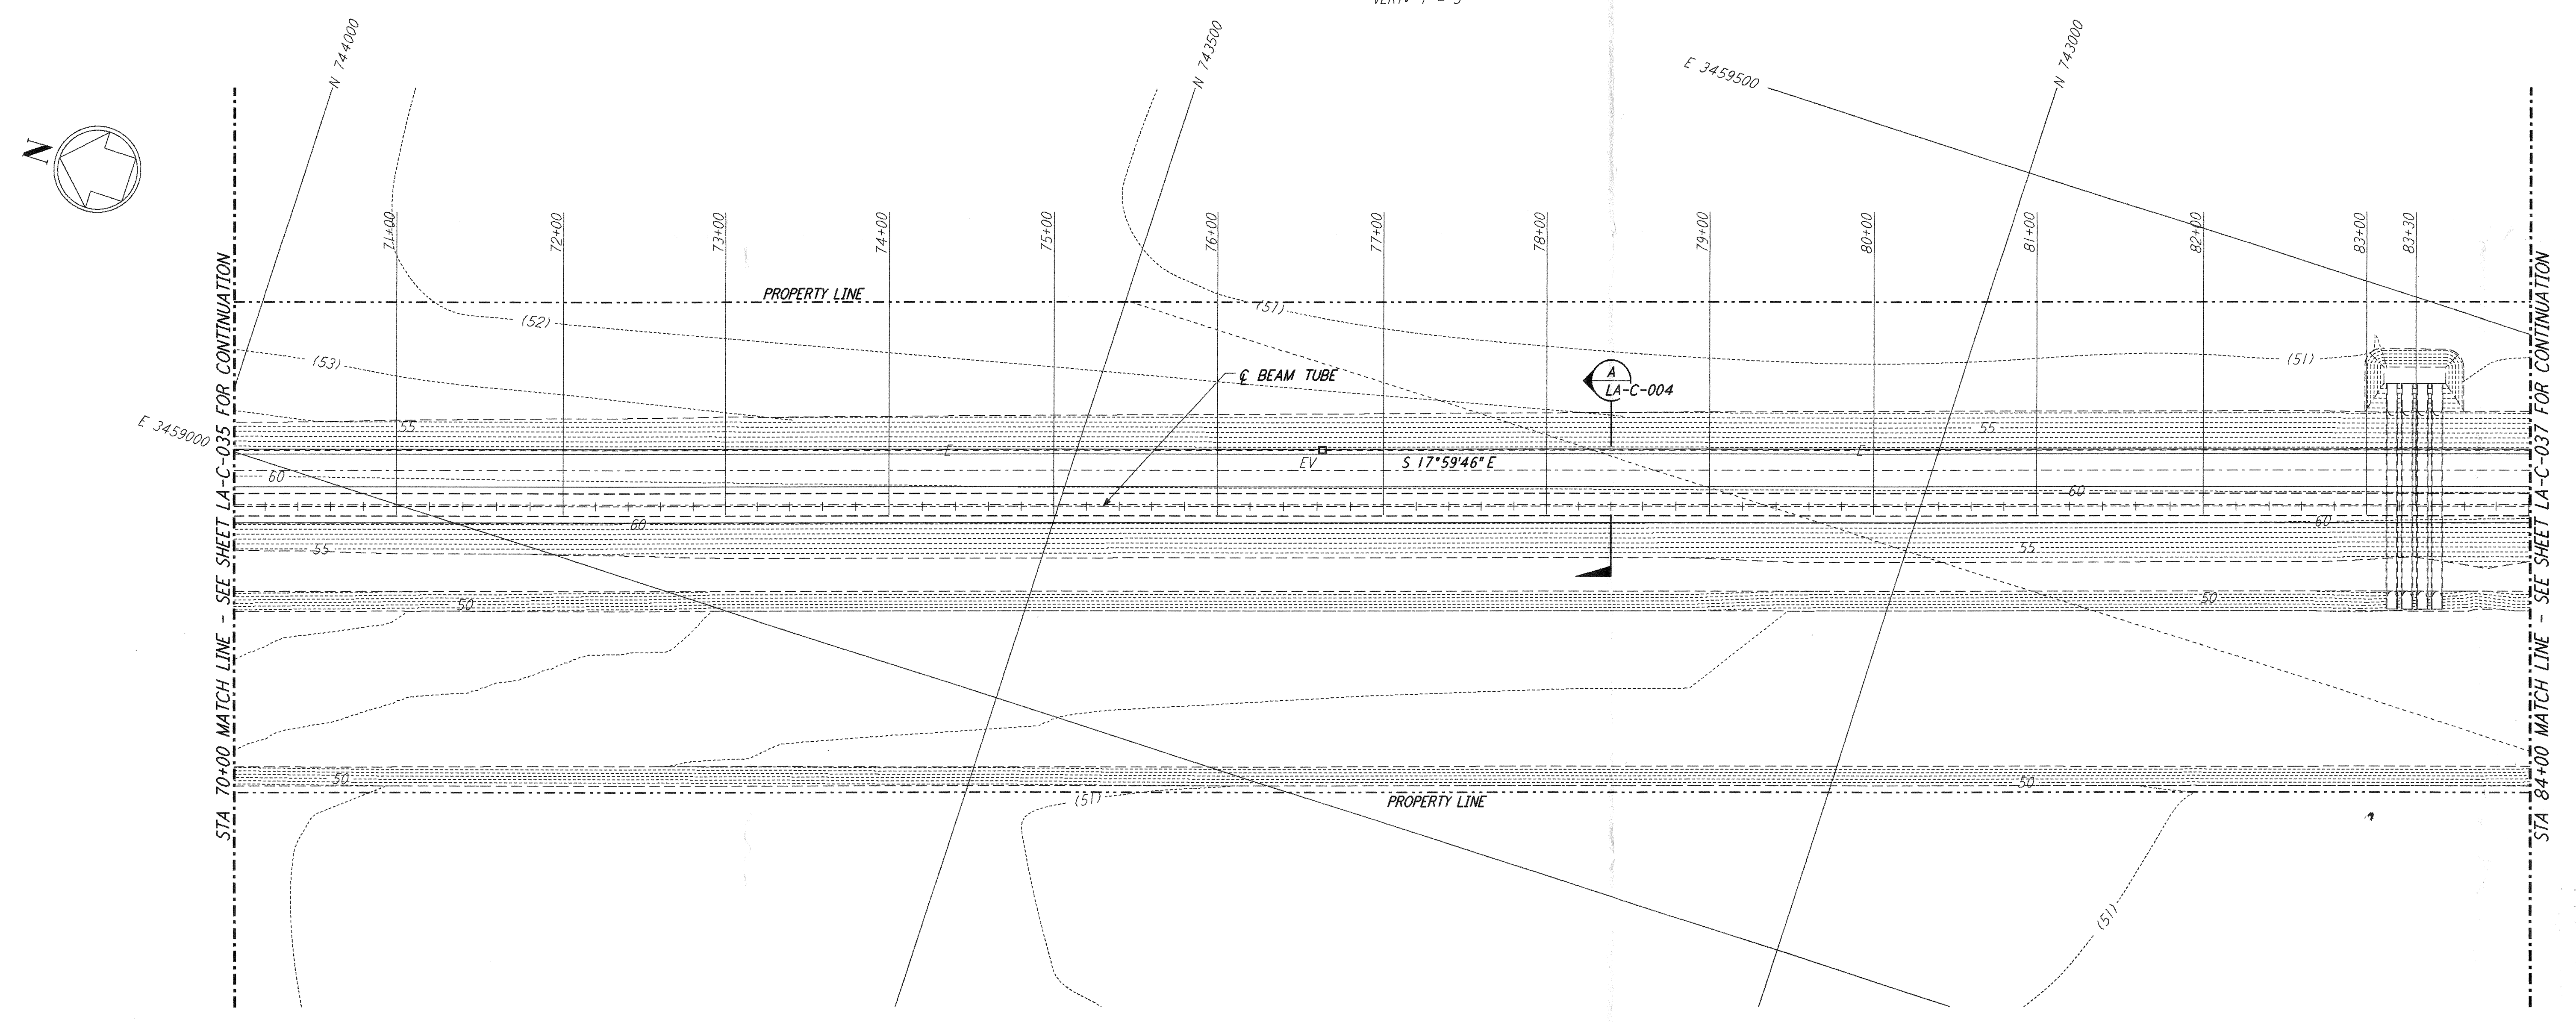 N 744000
N 743500
E 3459500
N 743000
N
71+00
72+00
73+00
74+00
75+00
76+00
77+00
78+00
79+00
80+00
81+00
82+00
83+00
83+30
PROPERTY LINE
(51)
(52)
(53)
(51)
℄ BEAM TUBE
A
LA-C-004
E 3459000
55
55
E
E
EV
S 17°59'46" E
60
60
60
60
55
55
50
50
50
50
(51)
PROPERTY LINE
(51)
STA 70+00 MATCH LINE - SEE SHEET LA-C-035 FOR CONTINUATION
STA 84+00 MATCH LINE - SEE SHEET LA-C-037 FOR CONTINUATION